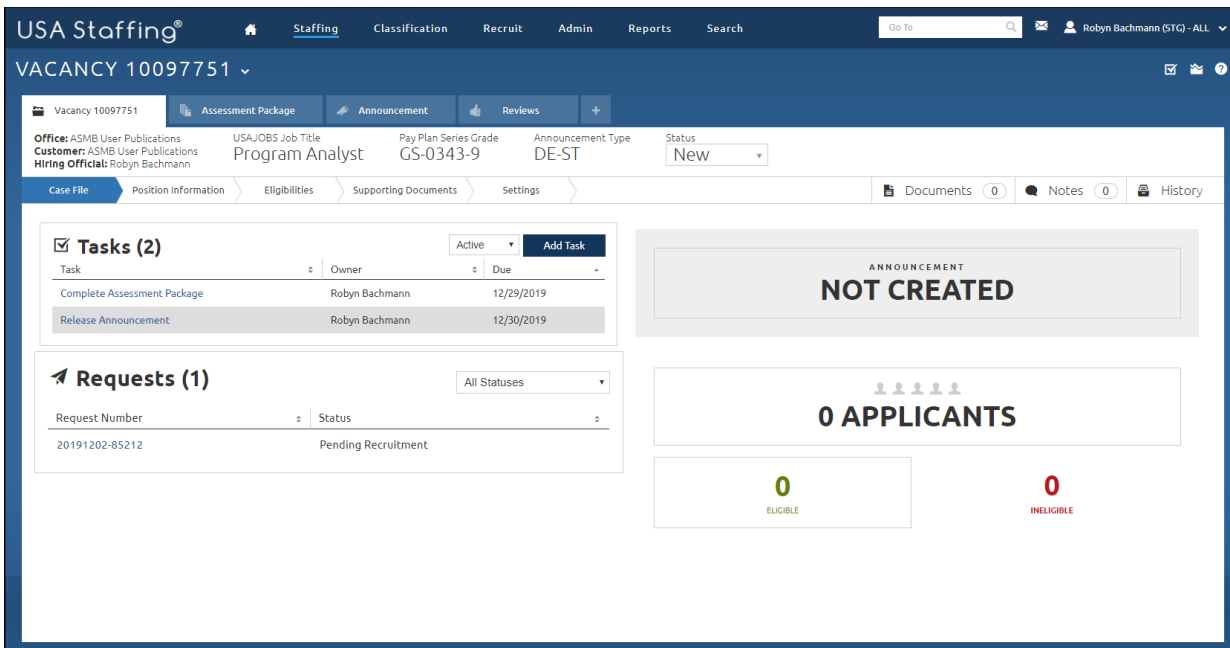 USA Staffing® Staffing Classification Recruit Admin Reports Search Go To Robyn Bachmann (STG) - ALL
VACANCY 10097751
Vacancy 10097751 Assessment Package Announcement Reviews +
Office: ASMB User Publications USAJOBS Job Title Pay Plan Series Grade Announcement Type Status
Customer: ASMB User Publications Program Analyst GS-0343-9 DE-ST New
Hiring Official: Robyn Bachmann
Case File Position Information Eligibilities Supporting Documents Settings Documents 0 Notes 0 History
Tasks (2) Active Add Task
Task Owner Due
Complete Assessment Package Robyn Bachmann 12/29/2019
Release Announcement Robyn Bachmann 12/30/2019
ANNOUNCEMENT
NOT CREATED
Requests (1) All Statuses
Request Number Status
20191202-85212 Pending Recruitment
0 APPLICANTS
0 0
ELIGIBLE INELIGIBLE